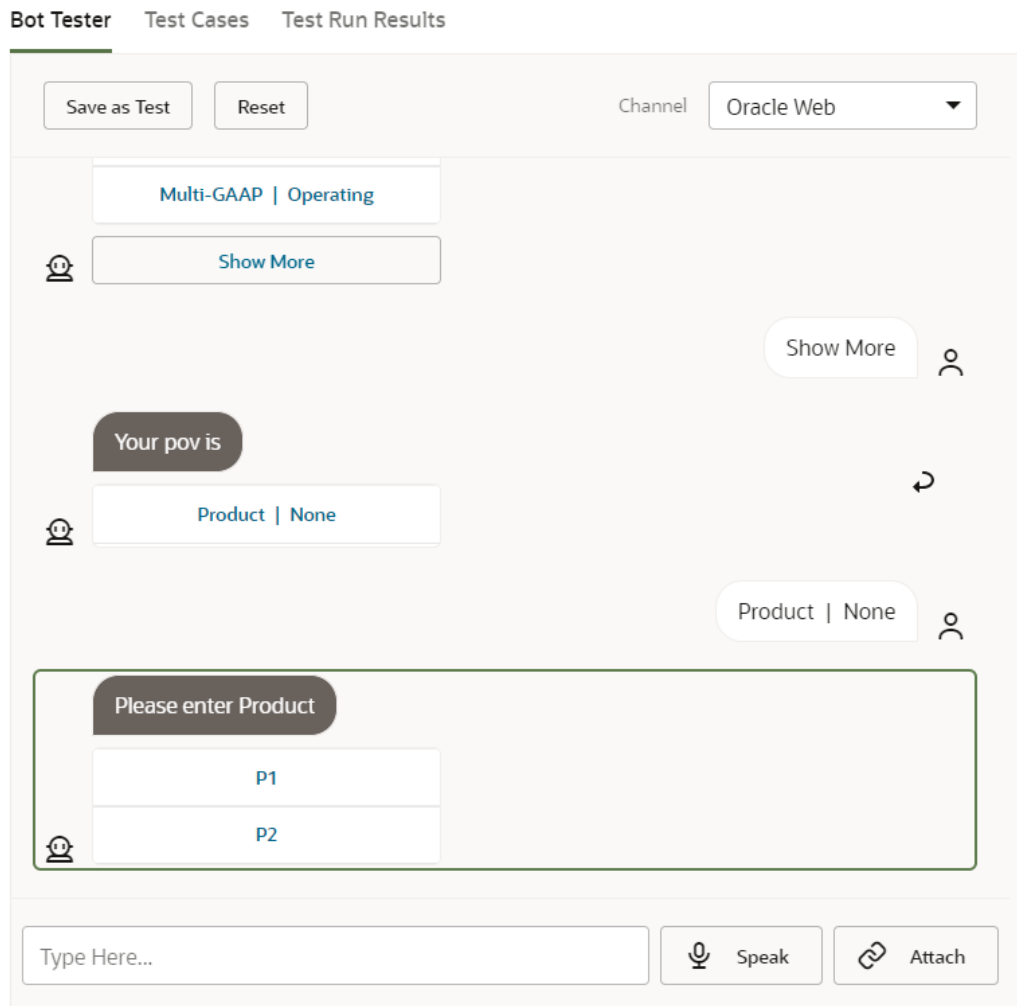 Bot Tester Test Cases Test Run Results
Save as Test Reset Channel Oracle Web
Multi-GAAP | Operating
Show More
Show More
Your pov is
Product | None
Product | None
Please enter Product
P1
P2
Type Here... Speak Attach